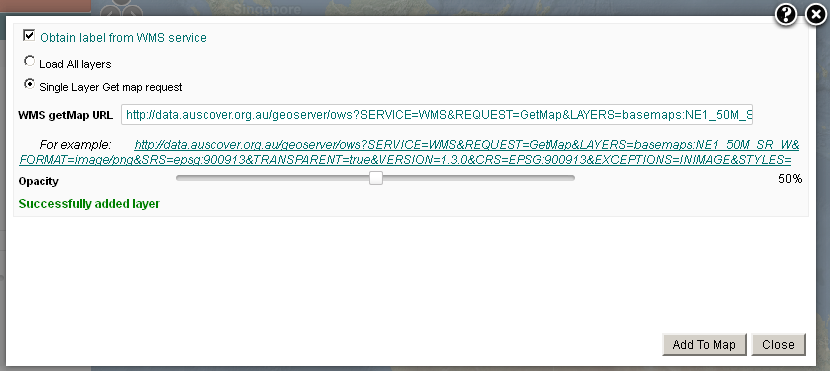 Singapore
?
Obtain label from WMS service
Load All layers
Single Layer Get map request
WMS getMap URL http://data.auscover.org.au/geoserver/ows?SERVICE=WMS&REQUEST=GetMap&LAYERS=basemaps:NE1_50M_S
For example: http://data.auscover.org.au/geoserver/ows?SERVICE=WMS&REQUEST=GetMap&LAYERS=basemaps:NE1_50M_SR_W&
FORMAT=image/png&SRS=epsg:900913&TRANSPARENT=true&VERSION=1.3.0&CRS=EPSG:900913&EXCEPTIONS=INIMAGE&STYLES=
Opacity 50%
Successfully added layer
Add To Map Close